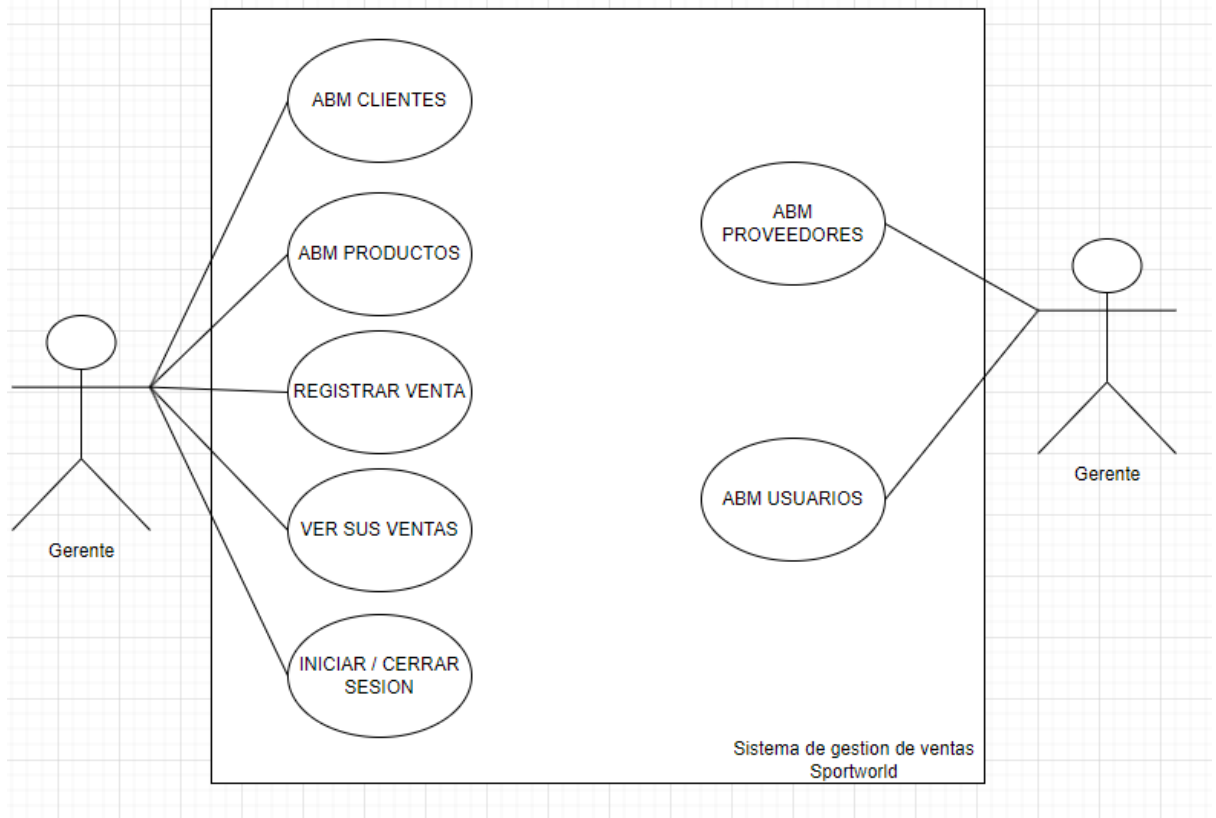 ABM CLIENTES
ABM PRODUCTOS
REGISTRAR VENTA
VER SUS VENTAS
INICIAR / CERRAR
SESION
Gerente
ABM
PROVEEDORES
ABM USUARIOS
Gerente
Sistema de gestion de ventas
Sportworld